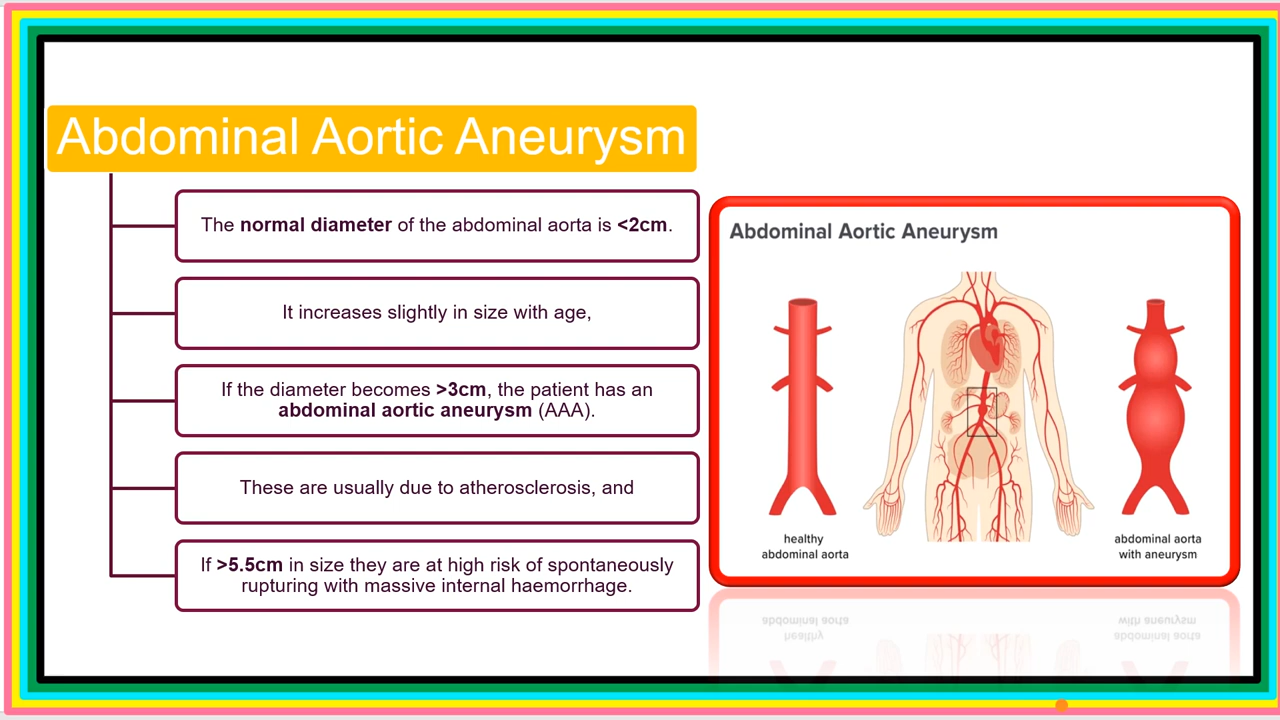 Abdominal Aortic Aneurysm
The normal diameter of the abdominal aorta is <2cm.
It increases slightly in size with age,
If the diameter becomes >3cm, the patient has an
abdominal aortic aneurysm (AAA).
These are usually due to atherosclerosis, and
If >5.5cm in size they are at high risk of spontaneously
rupturing with massive internal haemorrhage.
Abdominal Aortic Aneurysm
healthy
abdominal aorta
abdominal aorta
with aneurysm